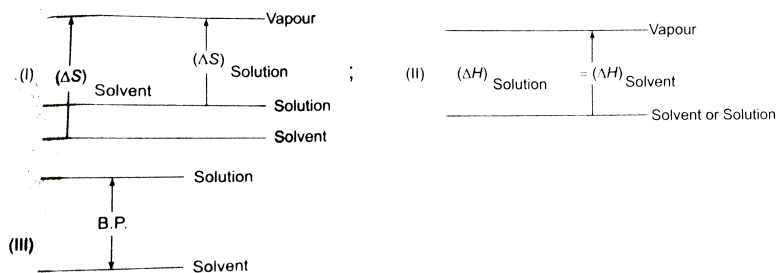 Vapour
(I) (ΔS) Solvent
(ΔS) Solution
Solution
Solvent
;
(II) (ΔH) Solution = (ΔH) Solvent
Vapour
Solvent or Solution
(III)
Solution
B.P.
Solvent